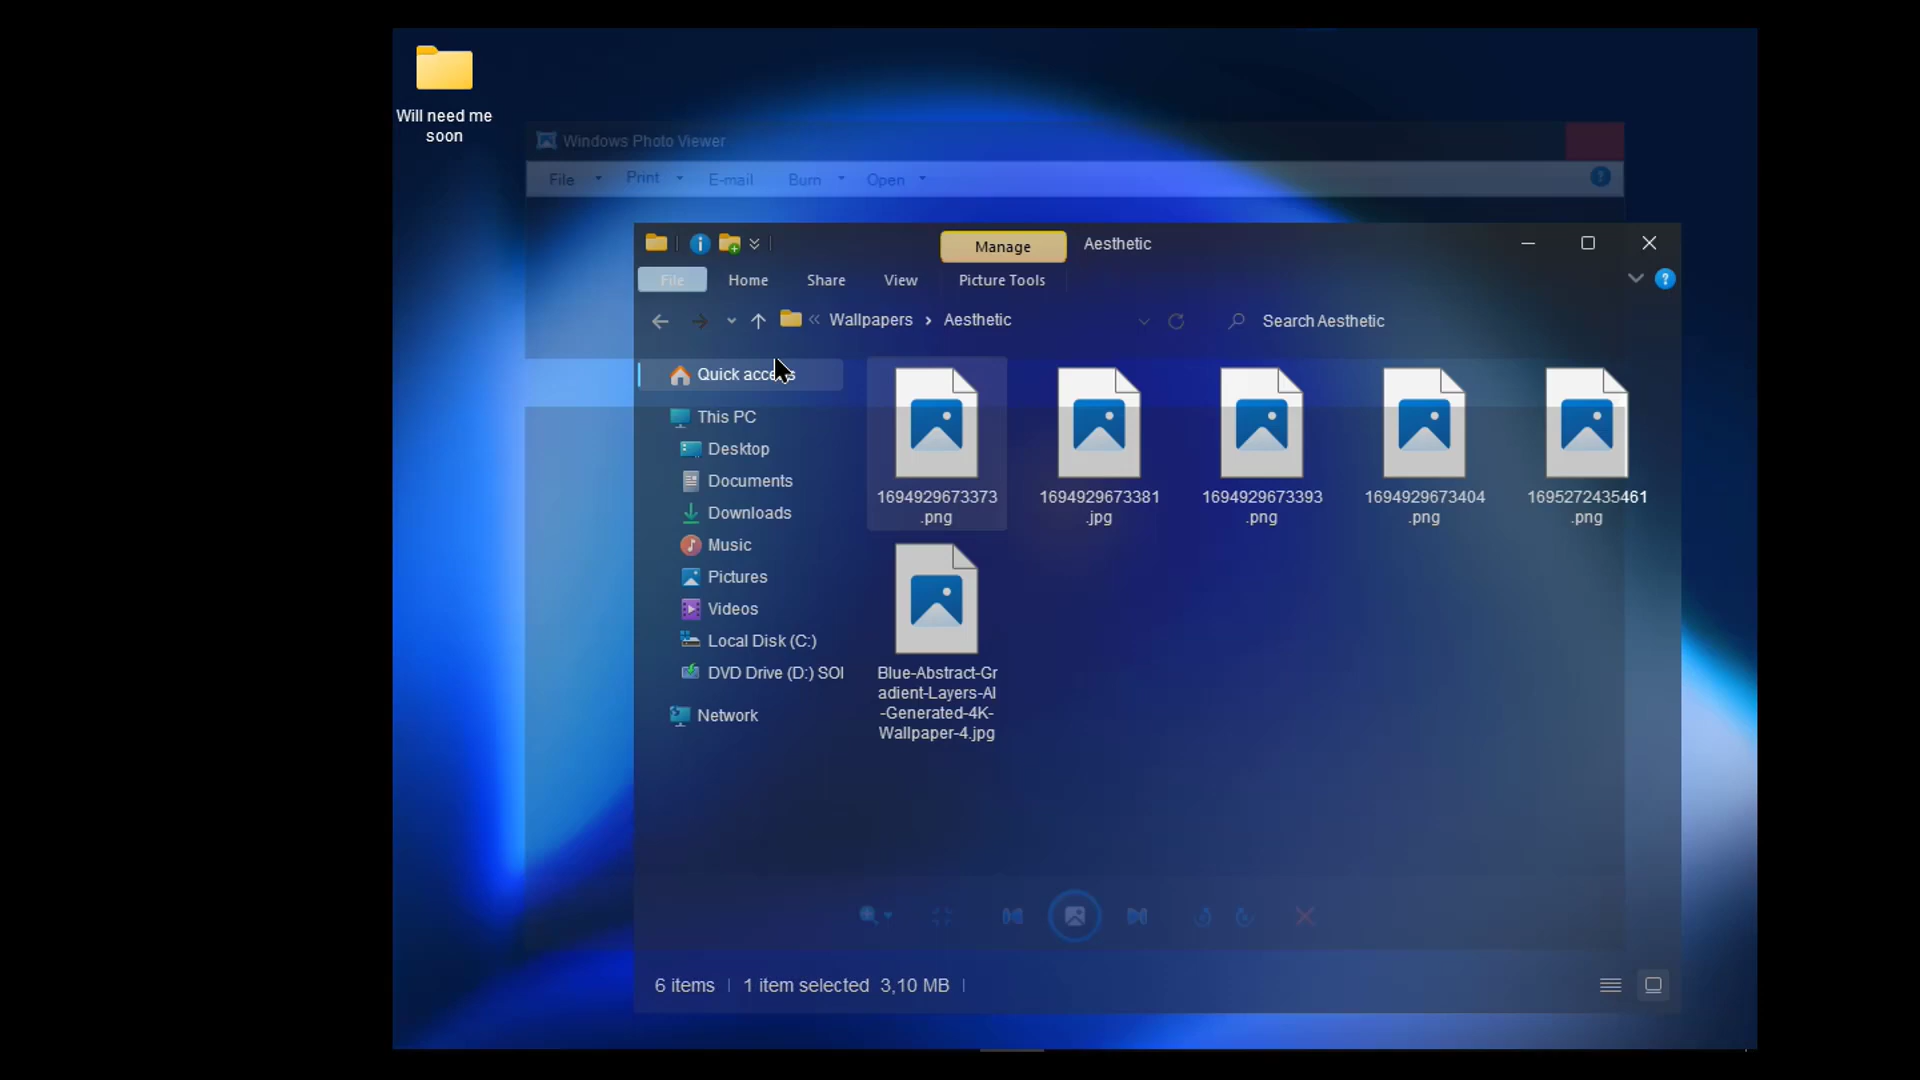 Will need me
soon
Windows Photo Viewer
File Print E-mail Burn Open
Manage Aesthetic
File Home Share View Picture Tools
« Wallpapers › Aesthetic
Search Aesthetic
Quick access
This PC
Desktop
Documents
Downloads
Music
Pictures
Videos
Local Disk (C:)
DVD Drive (D:) SOI
Network
1694929673373
.png
1694929673381
.jpg
1694929673393
.png
1694929673404
.png
1695272435461
.png
Blue-Abstract-Gr
adient-Layers-AI
-Generated-4K-
Wallpaper-4.jpg
6 items 1 item selected 3,10 MB